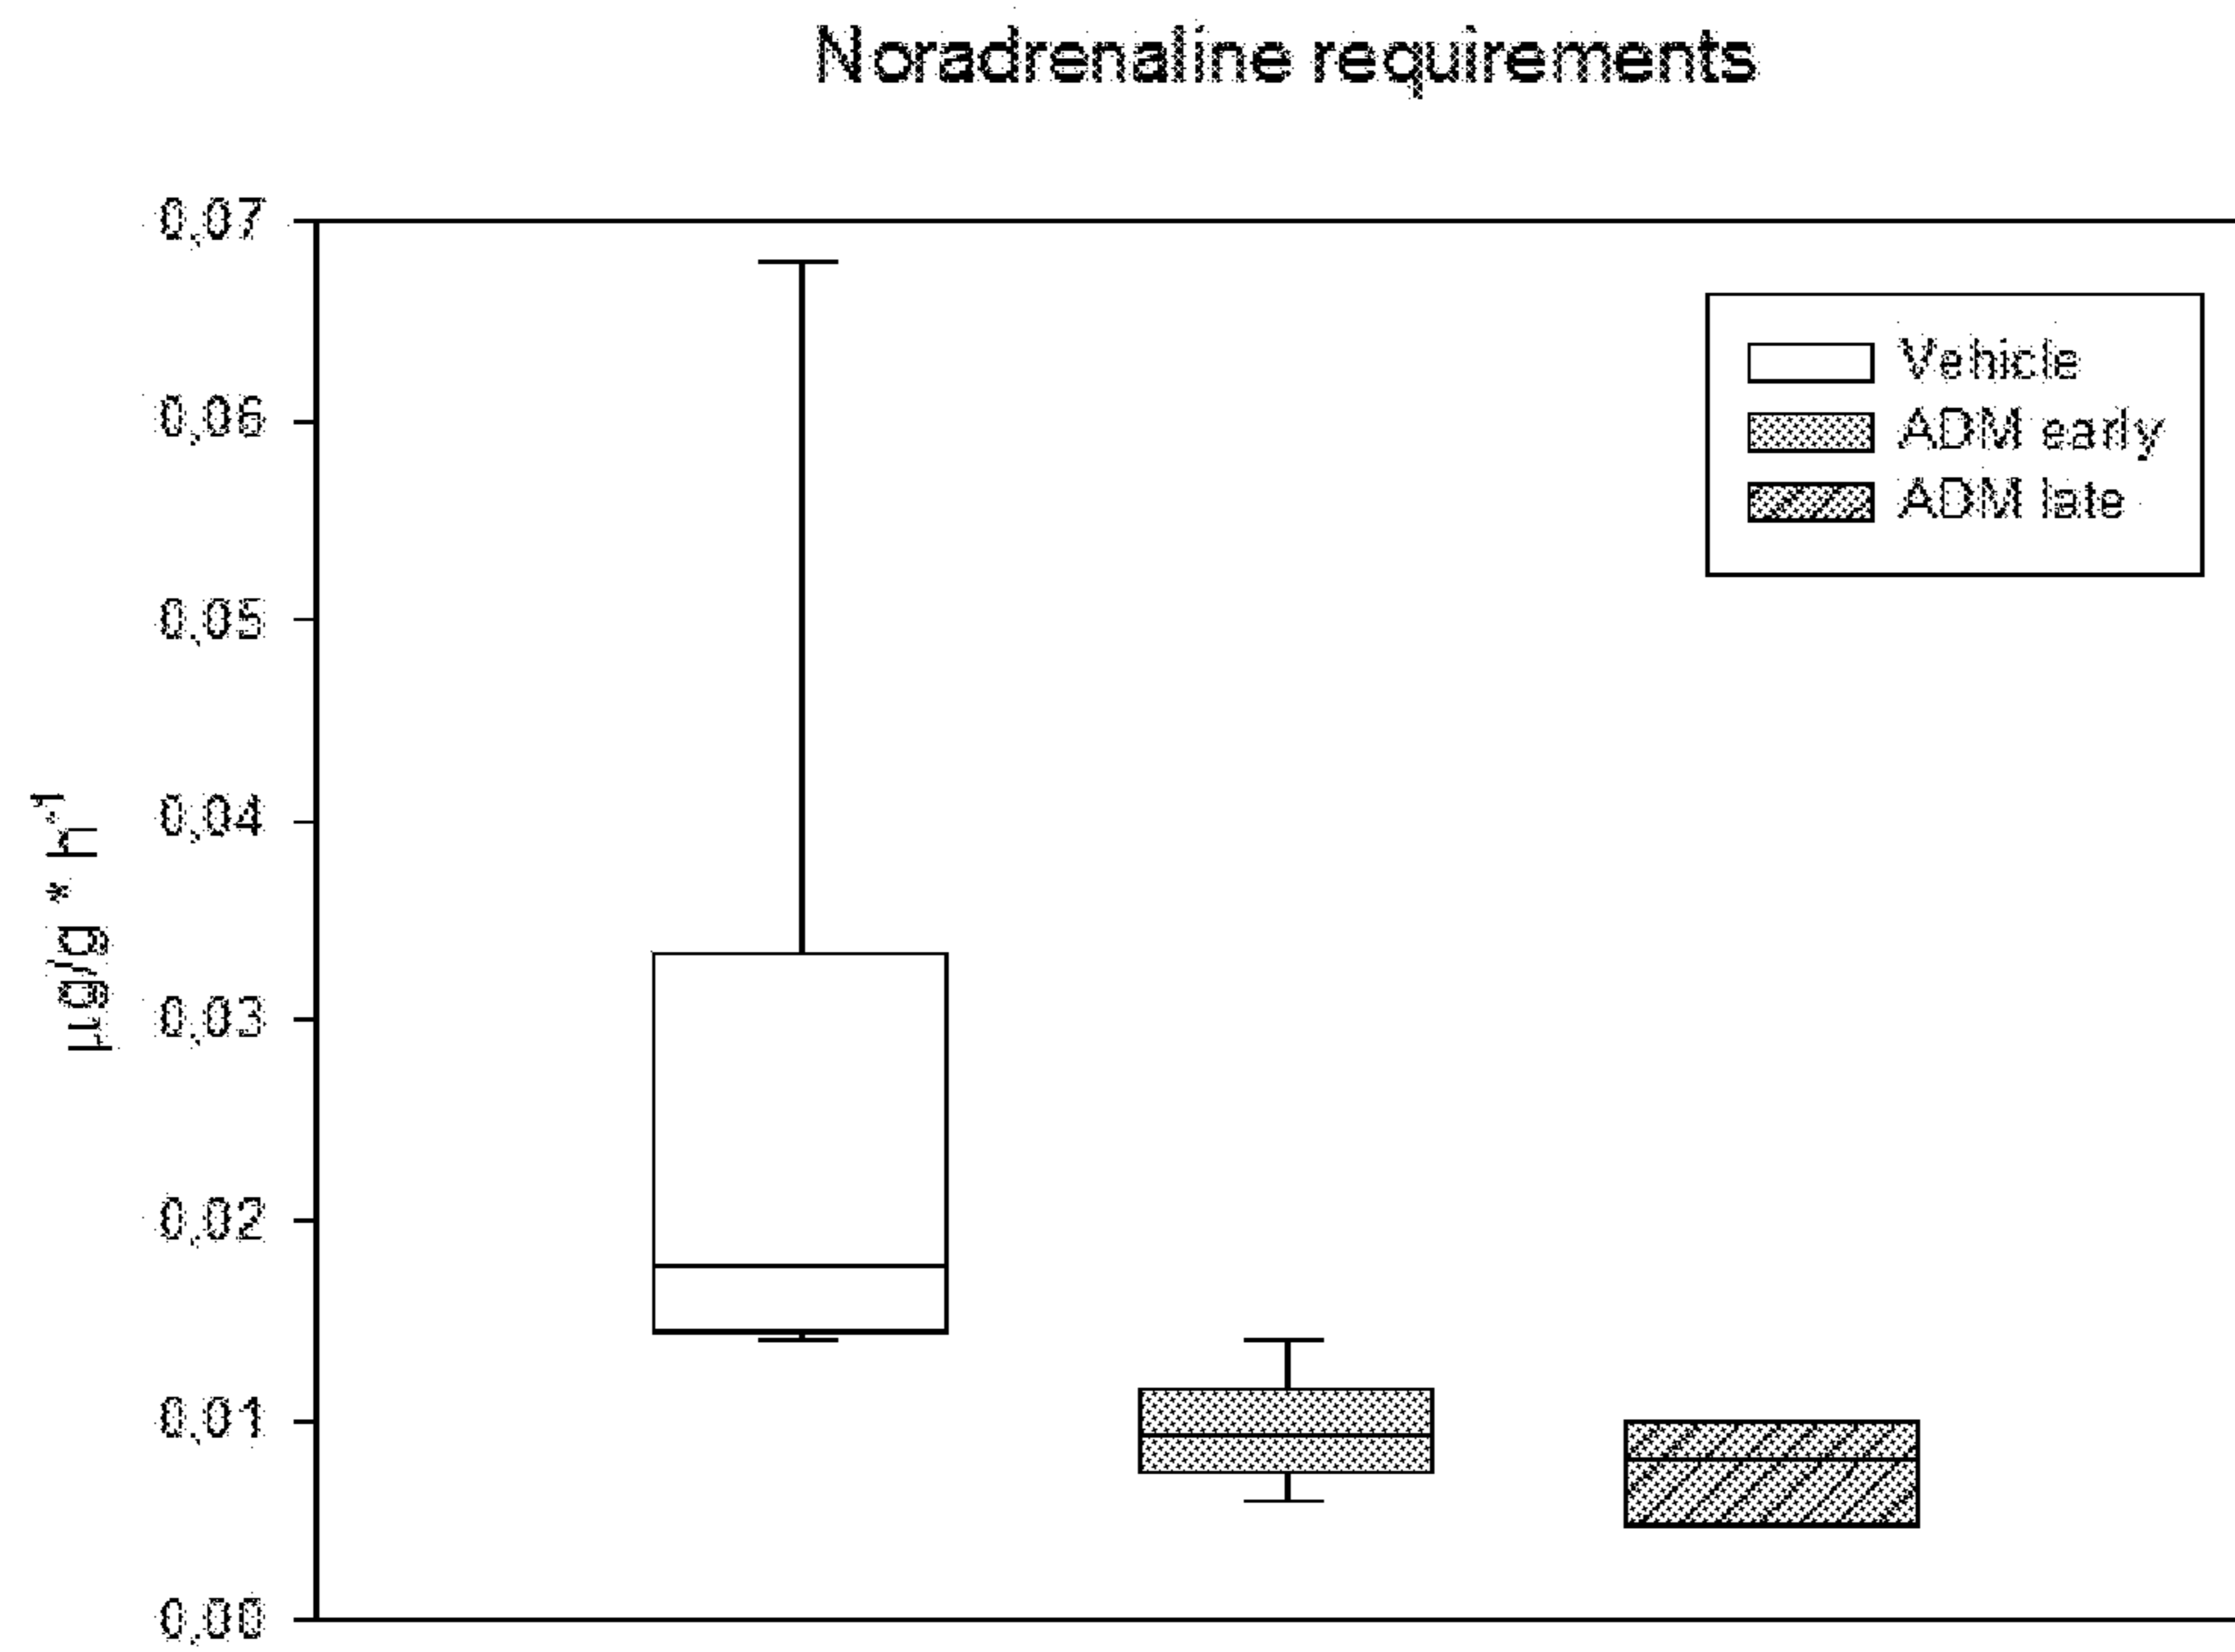 Noradrenaline requirements
0,07
0,06
0,05
0,04
0,03
0,02
0,01
0,00
µg/g * h⁻¹
Vehicle
ADM early
ADM late